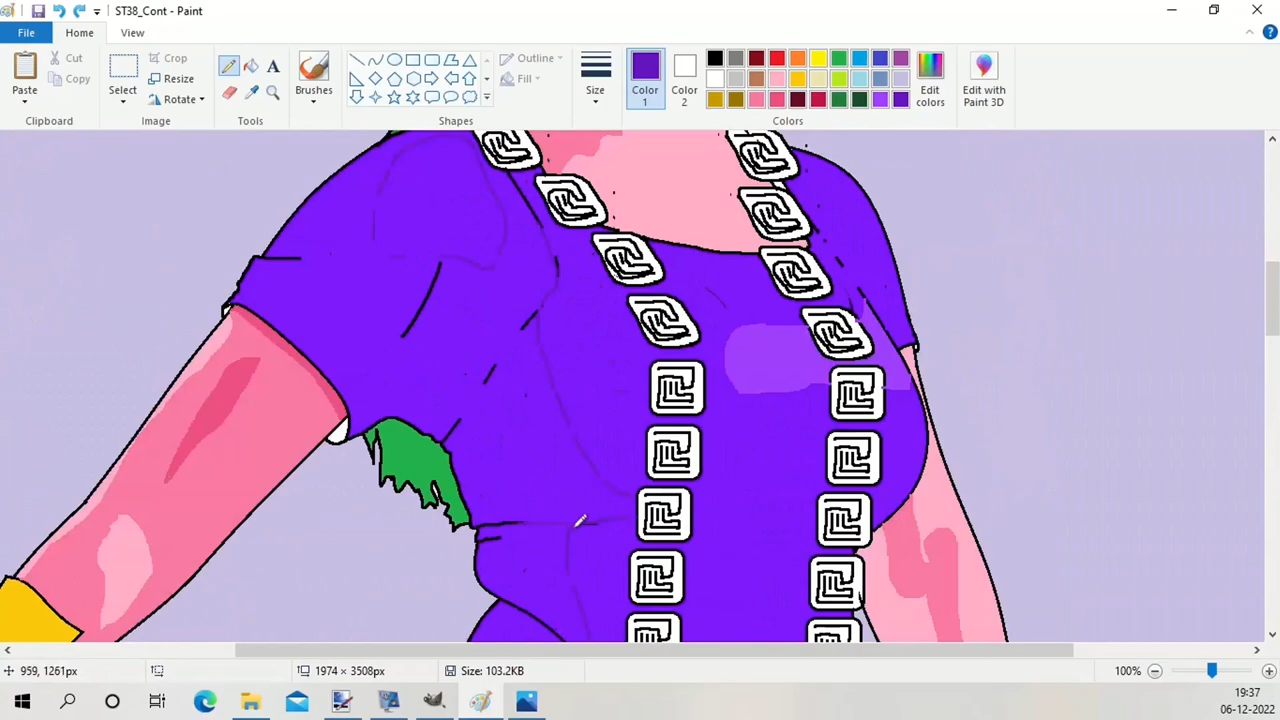 ST38_Cont - Paint
File Home View
Paste Cut Copy Select Crop Resize Rotate Brushes Outline Fill Size Color 1 Color 2 Edit colors Edit with Paint 3D
A
Clipboard Image Tools Shapes Colors
959, 1261px 1974 × 3508px Size: 103.2KB 100%
19:37
06-12-2022